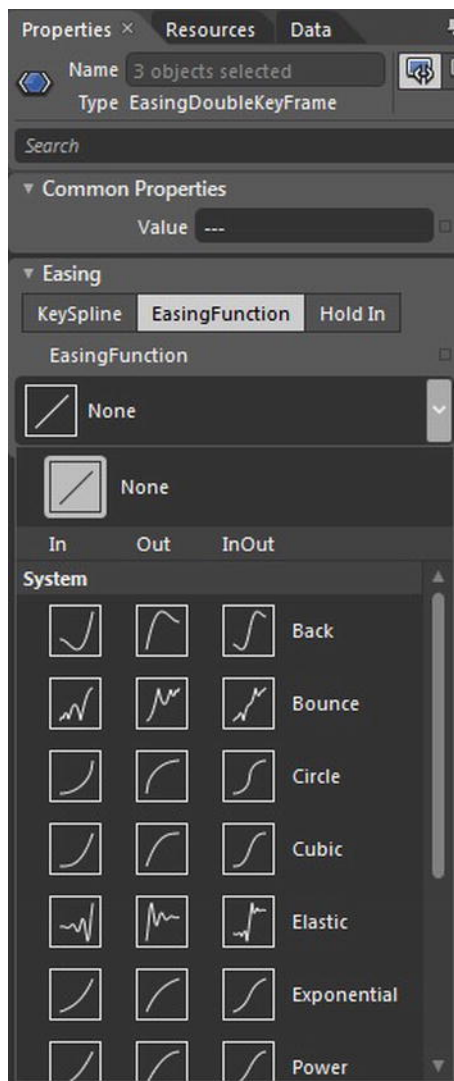 Properties × Resources Data
Name 3 objects selected
Type EasingDoubleKeyFrame
Search
Common Properties
Value ---
Easing
KeySpline EasingFunction Hold In
EasingFunction
None
None
In Out InOut
System
Back
Bounce
Circle
Cubic
Elastic
Exponential
Power